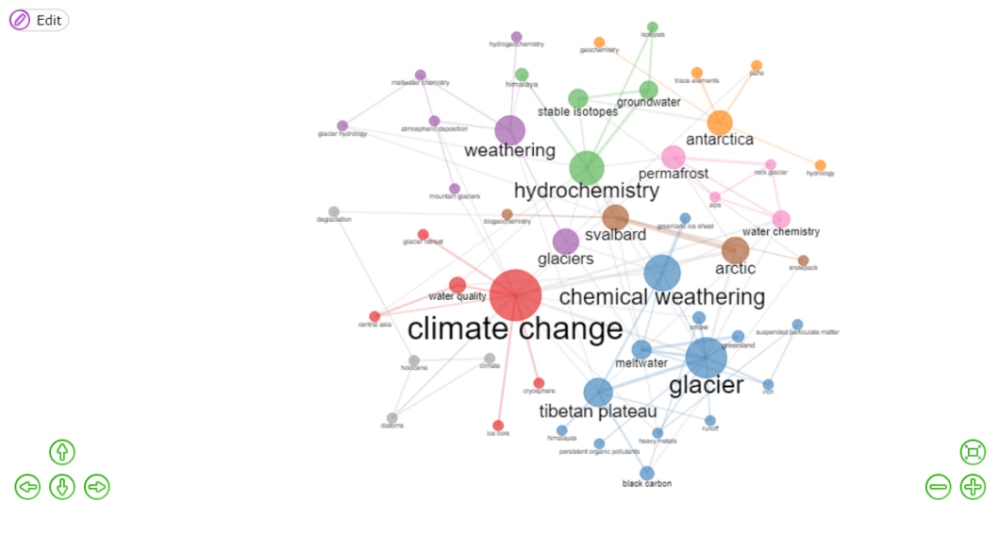 Edit
isotopes
hydrogeochemistry
geochemistry
pahs
meltwater chemistry
himalaya
trace elements
groundwater
stable isotopes
glacier hydrology
atmospheric deposition
antarctica
weathering
permafrost
rock glacier
hydrology
hydrochemistry
mountain glaciers
alps
deglaciation
biogeochemistry
greenland ice sheet
svalbard
water chemistry
glacier retreat
glaciers
arctic
snowpack
water quality
chemical weathering
central asia
climate change
snow
suspended particulate matter
greenland
meltwater
holocene
climate
glacier
cryosphere
iron
tibetan plateau
diatoms
ice core
runoff
himalayas
heavy metals
persistent organic pollutants
black carbon